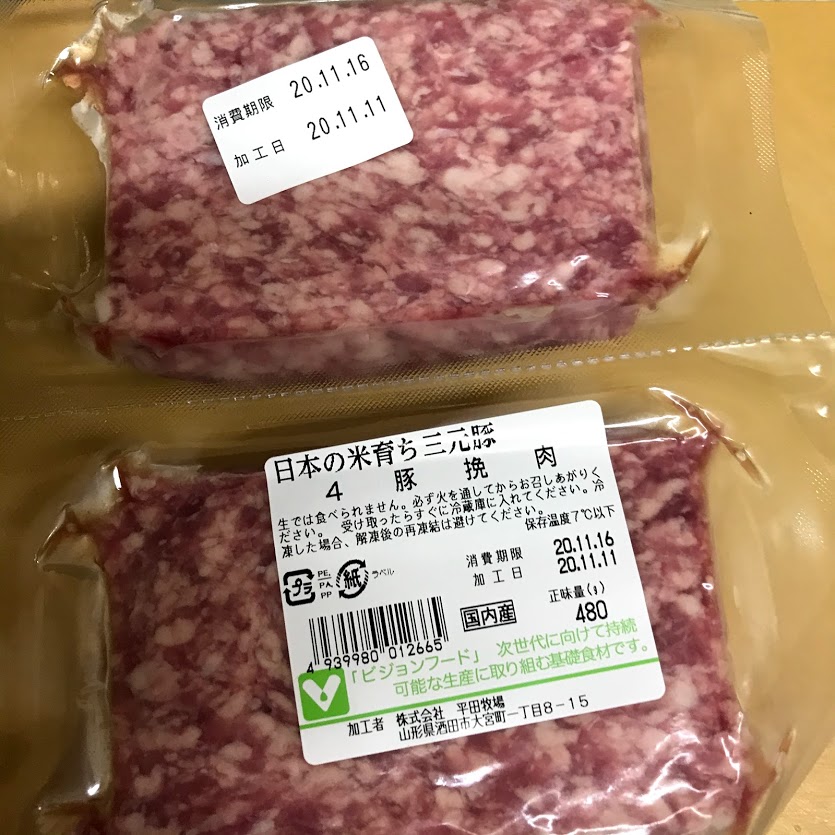 消費期限 20.11.16
加工日 20.11.11
日本の米育ち三元豚
4 豚挽肉
生では食べられません。必ず火を通してからお召しあがりく
ださい。 受け取ったらすぐに冷蔵庫に入れてください。冷
凍した場合、解凍後の再凍結は避けてください。
保存温度7℃以下
消費期限 20.11.16
加工日 20.11.11
プラ
PE,
PA,
PP
紙 ラベル
国内産
正味量(g)
480
4 939980 012665
「ビジョンフード」 次世代に向けて持続
可能な生産に取り組む基礎食材です。
加工者 株式会社 平田牧場
山形県酒田市大宮町一丁目8-15